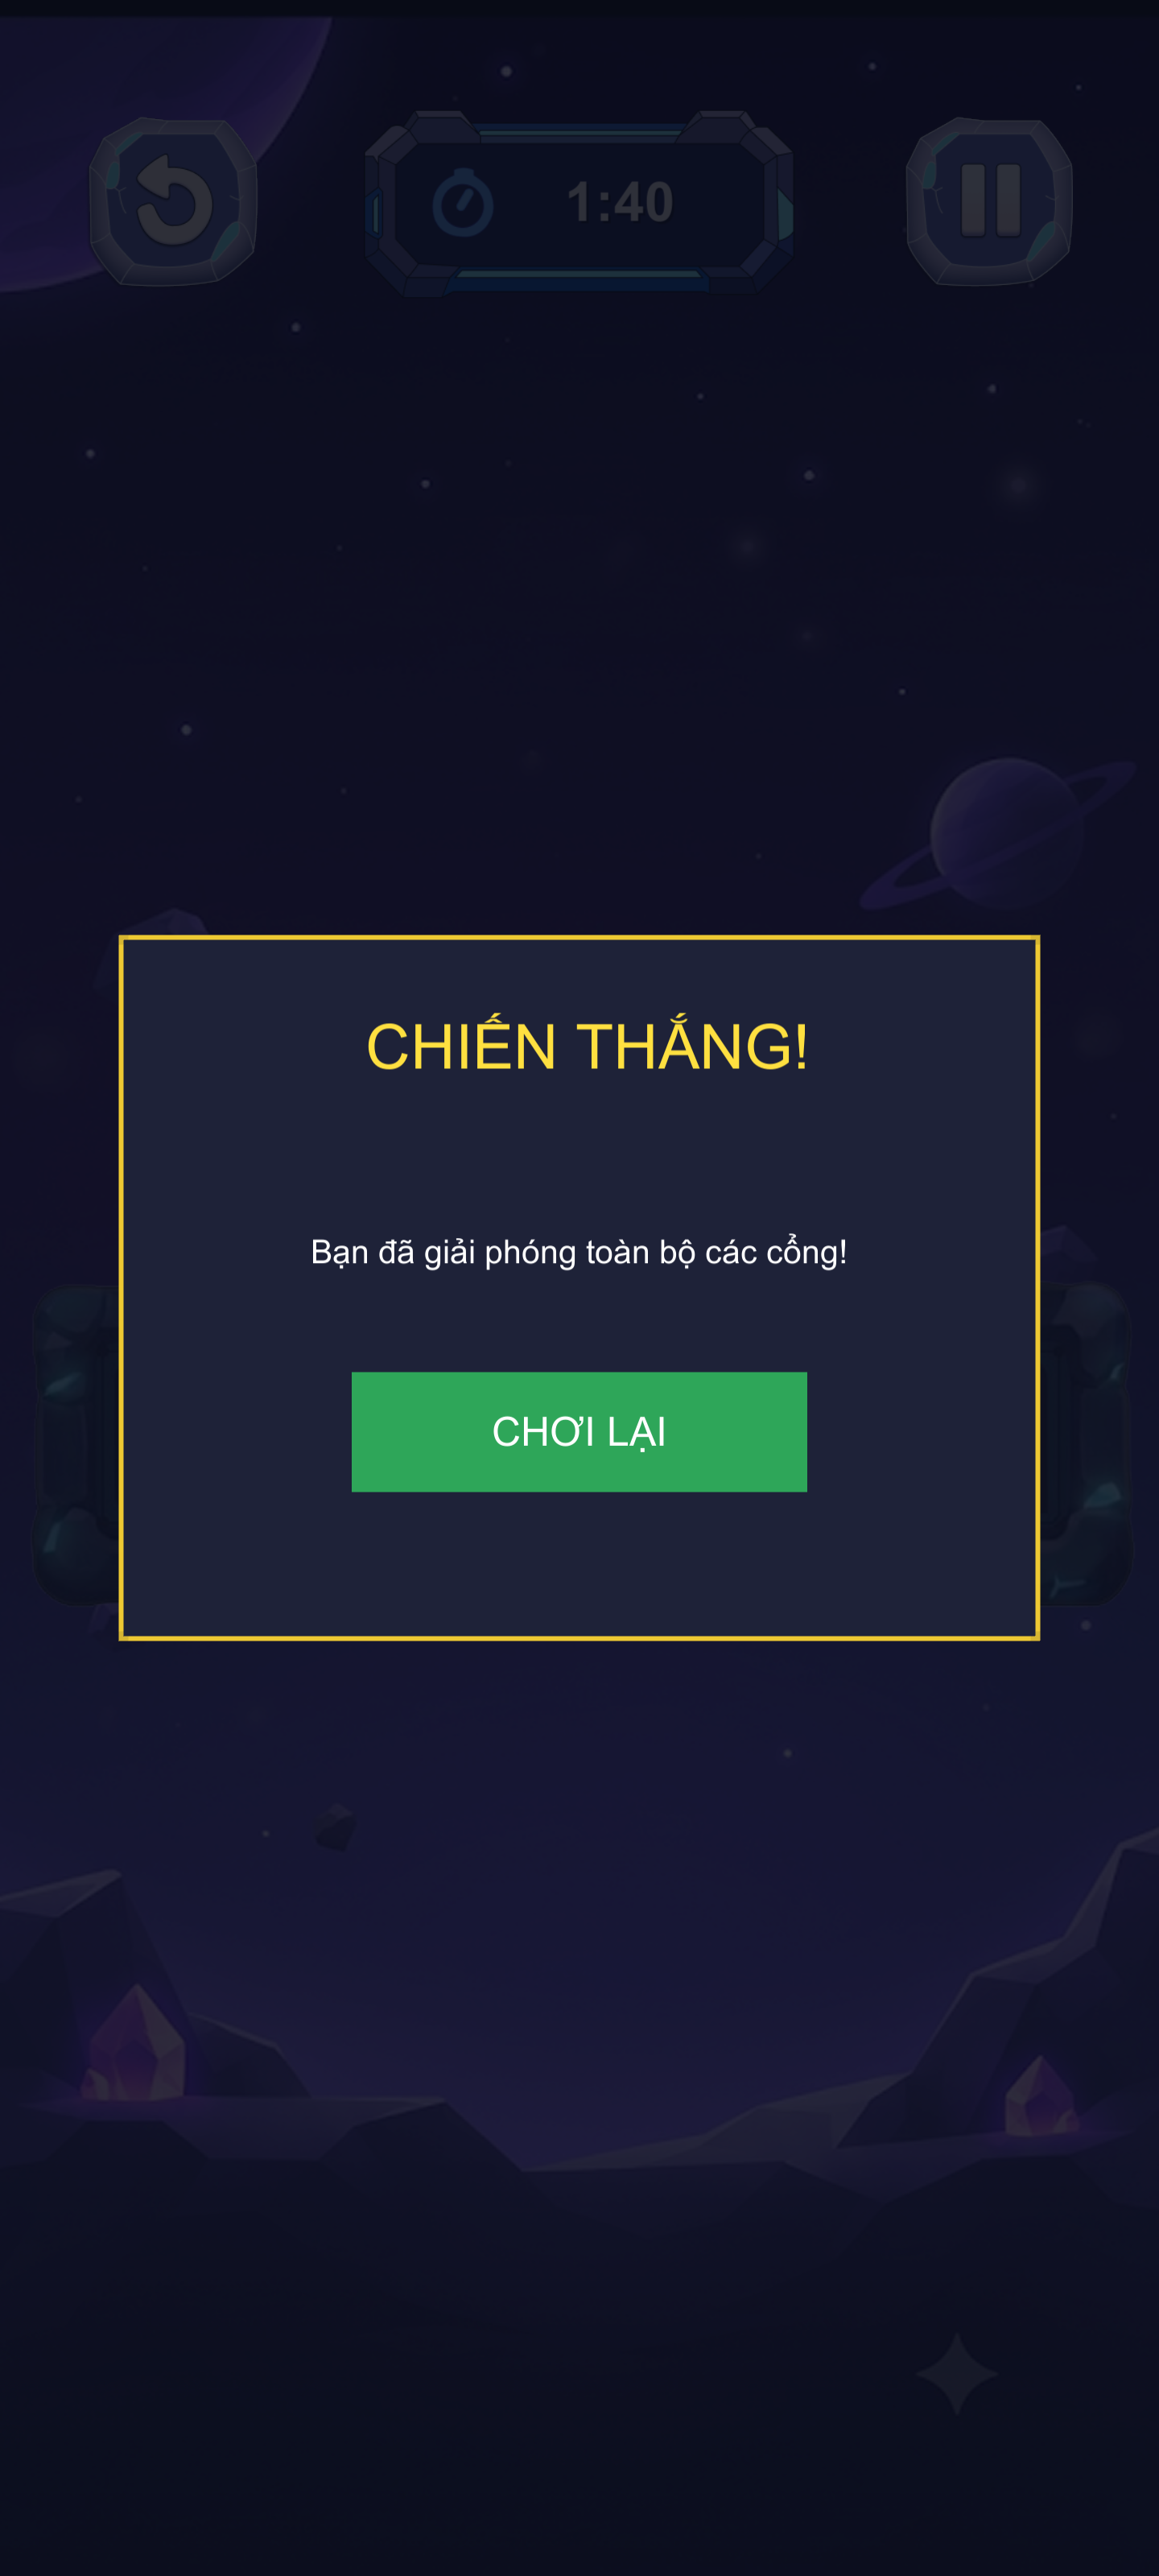 1:40
CHIẾN THẮNG!
Bạn đã giải phóng toàn bộ các cổng!
CHƠI LẠI